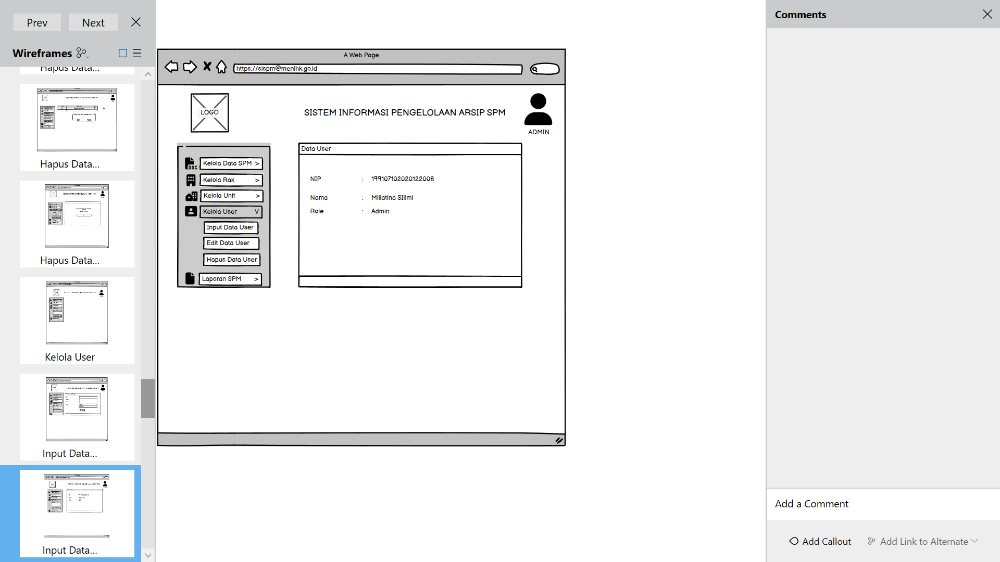 Prev
Next
Wireframes
Hapus Data...
Hapus Data...
Hapus Data...
Kelola User
Input Data...
Input Data...
A Web Page
https://sispm@menlhk.go.id
LOGO
SISTEM INFORMASI PENGELOLAAN ARSIP SPM
ADMIN
DOC
Kelola Data SPM >
Kelola Rak >
Kelola Unit >
Kelola User V
Input Data User
Edit Data User
Hapus Data User
Laporan SPM >
Data User
NIP : 199107102020122008
Nama : Millatina SIilmi
Role : Admin
Comments
Add a Comment
Add Callout
Add Link to Alternate